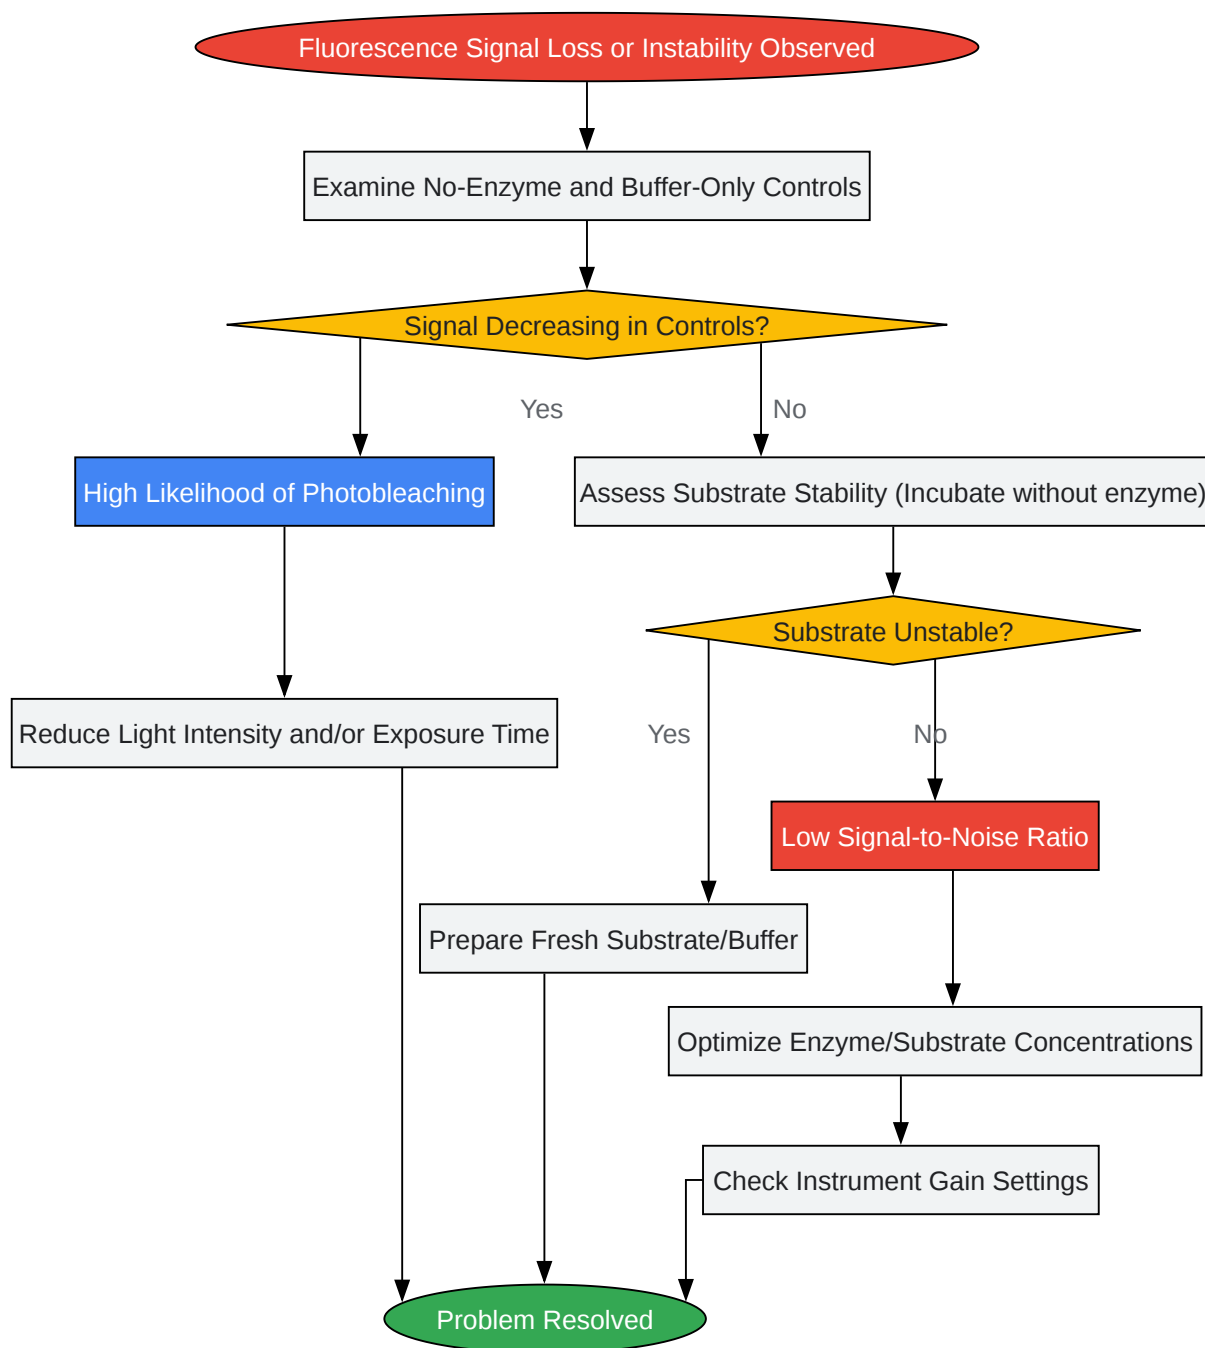 Fluorescence Signal Loss or Instability Observed
Examine No-Enzyme and Buffer-Only Controls
Signal Decreasing in Controls?
Yes
No
High Likelihood of Photobleaching
Assess Substrate Stability (Incubate without enzyme)
Substrate Unstable?
Reduce Light Intensity and/or Exposure Time
Yes
No
Low Signal-to-Noise Ratio
Prepare Fresh Substrate/Buffer
Optimize Enzyme/Substrate Concentrations
Check Instrument Gain Settings
Problem Resolved